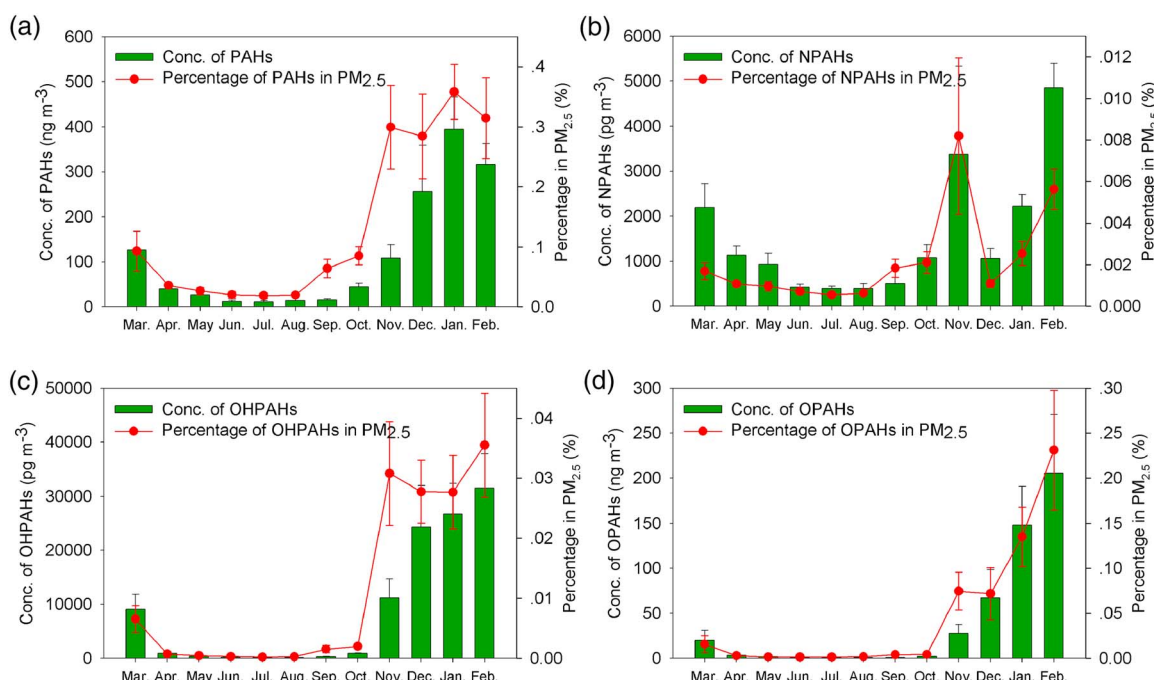 (a)
600
500
400
300
200
100
0
Conc. of PAHs (ng m-3)
Conc. of PAHs
Percentage of PAHs in PM2.5
.4
.3
.2
.1
0.0
Percentage in PM2.5 (%)
Mar. Apr. May Jun. Jul. Aug. Sep. Oct. Nov. Dec. Jan. Feb.
(b)
6000
5000
4000
3000
2000
1000
0
Conc. of NPAHs (pg m-3)
Conc. of NPAHs
Percentage of NPAHs in PM2.5
.012
.010
.008
.006
.004
.002
0.000
Percentage in PM2.5 (%)
Mar. Apr. May Jun. Jul. Aug. Sep. Oct. Nov. Dec. Jan. Feb.
(c)
50000
40000
30000
20000
10000
0
Conc. of OHPAHs (pg m-3)
Conc. of OHPAHs
Percentage of OHPAHs in PM2.5
.04
.03
.02
.01
0.00
Percentage in PM2.5 (%)
Mar. Apr. May Jun. Jul. Aug. Sep. Oct. Nov. Dec. Jan. Feb.
(d)
300
250
200
150
100
50
0
Conc. of OPAHs (ng m-3)
Conc. of OPAHs
Percentage of OPAHs in PM2.5
.30
.25
.20
.15
.10
.05
0.00
Percentage in PM2.5 (%)
Mar. Apr. May Jun. Jul. Aug. Sep. Oct. Nov. Dec. Jan. Feb.